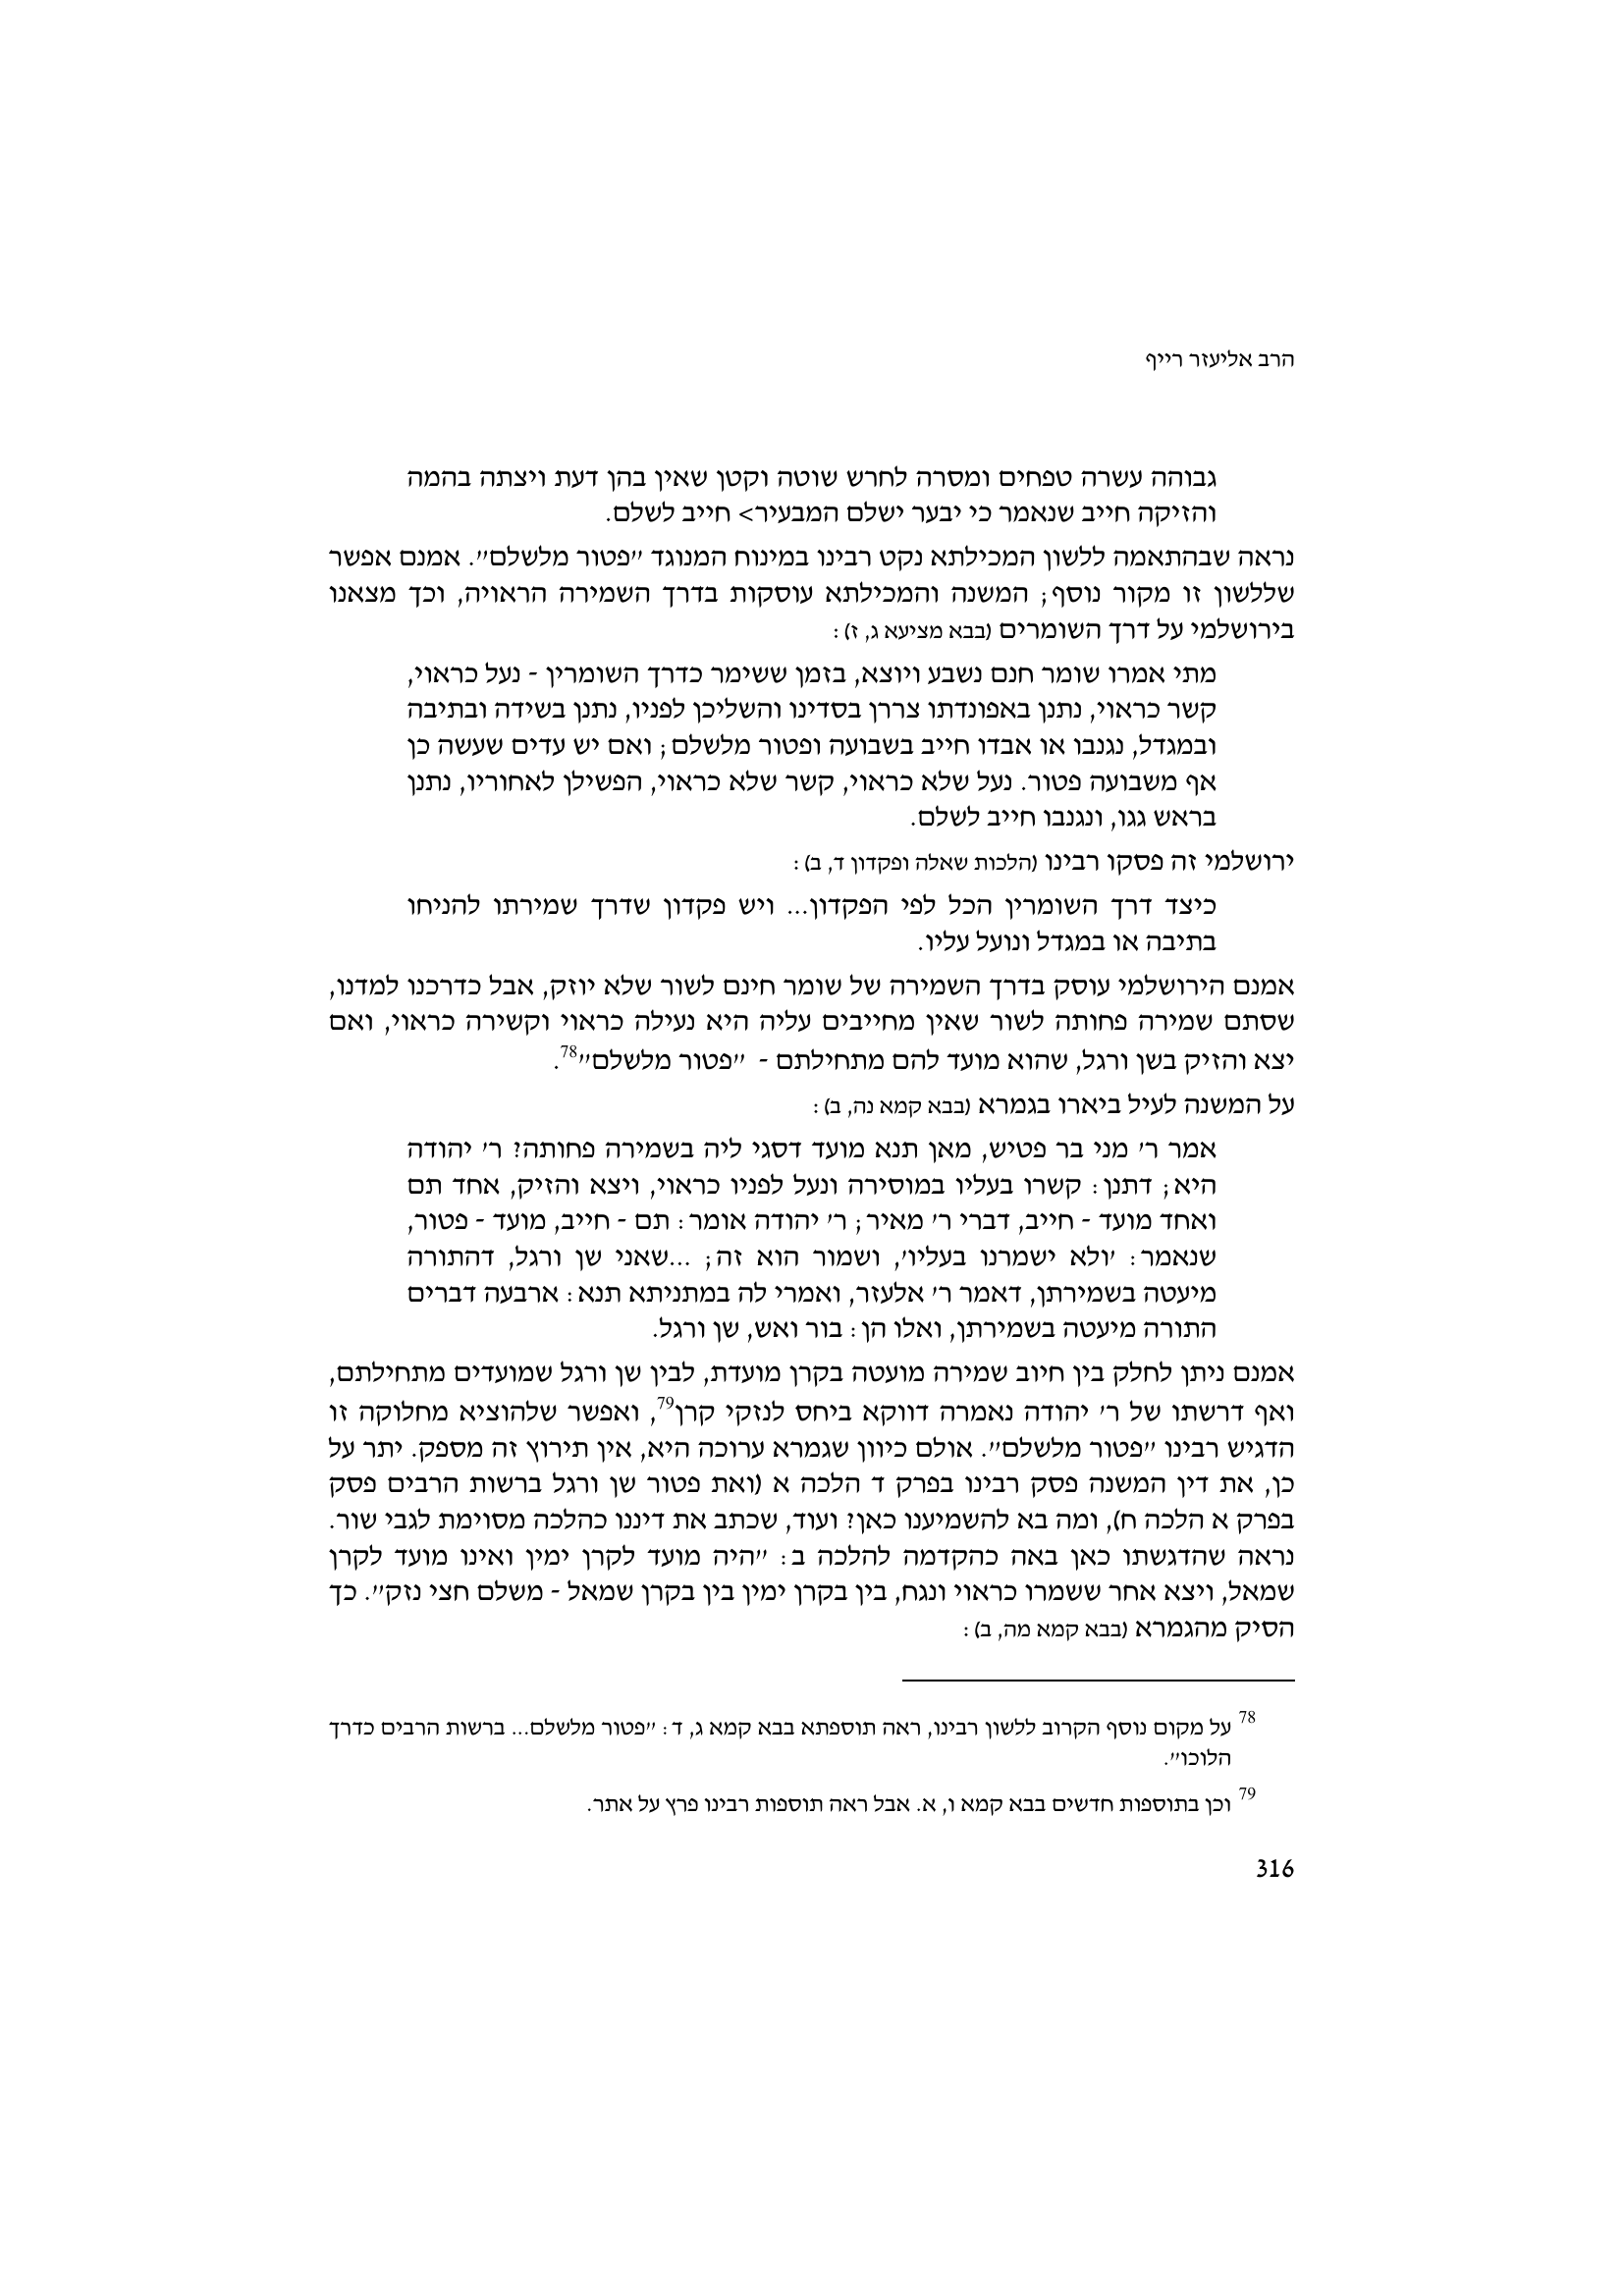 הרב אליעזר רייף
גבוהה עשרה טפחים ומסרה לחרש שוטה וקטן שאין בהן דעת ויצתה בהמה
והזיקה חייב שנאמר כי יבער ישלם המבעיר> חייב לשלם.
נראה שבהתאמה ללשון המכילתא נקט רבינו במינוח המנוגד ״פטור מלשלם״. אמנם אפשר
שללשון זו מקור נוסף; המשנה והמכילתא עוסקות בדרך השמירה הראויה, וכך מצאנו
בירושלמי על דרך השומרים (בבא מציעא ג, ז):
מתי אמרו שומר חנם נשבע ויוצא, בזמן ששימר כדרך השומרין - נעל כראוי,
קשר כראוי, נתנן באפונדתו צררן בסדינו והשליכן לפניו, נתנן בשידה ובתיבה
ובמגדל, נגנבו או אבדו חייב בשבועה ופטור מלשלם; ואם יש עדים שעשה כן
אף משבועה פטור. נעל שלא כראוי, קשר שלא כראוי, הפשילן לאחוריו, נתנן
בראש גגו, ונגנבו חייב לשלם.
ירושלמי זה פסקו רבינו (הלכות שאלה ופקדון ד, ב):
כיצד דרך השומרין הכל לפי הפקדון... ויש פקדון שדרך שמירתו להניחו
בתיבה או במגדל ונועל עליו.
אמנם הירושלמי עוסק בדרך השמירה של שומר חינם לשור שלא יוזק, אבל כדרכנו למדנו,
שסתם שמירה פחותה לשור שאין מחייבים עליה היא נעילה כראוי וקשירה כראוי, ואם
יצא והזיק בשן ורגל, שהוא מועד להם מתחילתם - ״פטור מלשלם״78.
על המשנה לעיל ביארו בגמרא (בבא קמא נה, ב):
אמר ר׳ מני בר פטיש, מאן תנא מועד דסגי ליה בשמירה פחותה? ר׳ יהודה
היא; דתנן: קשרו בעליו במוסירה ונעל לפניו כראוי, ויצא והזיק, אחד תם
ואחד מועד - חייב, דברי ר׳ מאיר; ר׳ יהודה אומר: תם - חייב, מועד - פטור,
שנאמר: ׳ולא ישמרנו בעליו׳, ושמור הוא זה; ...שאני שן ורגל, דהתורה
מיעטה בשמירתן, דאמר ר׳ אלעזר, ואמרי לה במתניתא תנא: ארבעה דברים
התורה מיעטה בשמירתן, ואלו הן: בור ואש, שן ורגל.
אמנם ניתן לחלק בין חיוב שמירה מועטה בקרן מועדת, לבין שן ורגל שמועדים מתחילתם,
ואף דרשתו של ר׳ יהודה נאמרה דווקא ביחס לנזקי קרן79, ואפשר שלהוציא מחלוקה זו
הדגיש רבינו ״פטור מלשלם״. אולם כיוון שגמרא ערוכה היא, אין תירוץ זה מספק. יתר על
כן, את דין המשנה פסק רבינו בפרק ד הלכה א (ואת פטור שן ורגל ברשות הרבים פסק
בפרק א הלכה ח), ומה בא להשמיענו כאן? ועוד, שכתב את דיננו כהלכה מסוימת לגבי שור.
נראה שהדגשתו כאן באה כהקדמה להלכה ב: ״היה מועד לקרן ימין ואינו מועד לקרן
שמאל, ויצא אחר ששמרו כראוי ונגח, בין בקרן ימין בין בקרן שמאל - משלם חצי נזק״. כך
הסיק מהגמרא (בבא קמא מה, ב):
78 על מקום נוסף הקרוב ללשון רבינו, ראה תוספתא בבא קמא ג, ד: ״פטור מלשלם... ברשות הרבים כדרך
הלוכו״.
79 וכן בתוספות חדשים בבא קמא ו, א. אבל ראה תוספות רבינו פרץ על אתר.
316